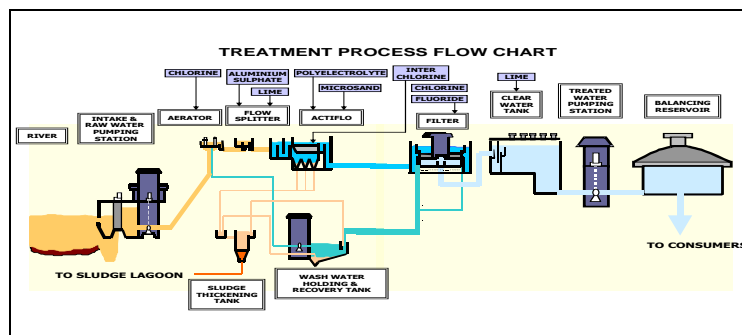 TREATMENT PROCESS FLOW CHART
CHLORINE
ALUMINIUM
SULPHATE
LIME
POLYELECTROLYTE
MICROSAND
INTER
CHLORINE
CHLORINE
FLUORIDE
LIME
RIVER
INTAKE &
RAW WATER
PUMPING
STATION
AERATOR
FLOW
SPLITTER
ACTIFLO
FILTER
CLEAR
WATER
TANK
TREATED
WATER
PUMPING
STATION
BALANCING
RESERVOIR
TO CONSUMERS
TO SLUDGE LAGOON
SLUDGE
THICKENING
TANK
WASH WATER
HOLDING &
RECOVERY TANK